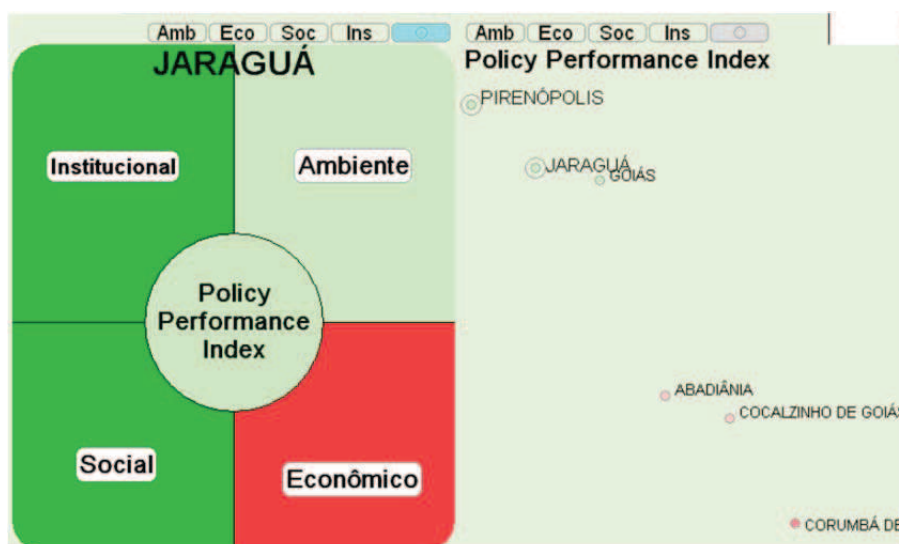 Amb Eco Soc Ins
JARAGUÁ
Institucional
Ambiente
Policy
Performance
Index
Social
Econômico
Amb Eco Soc Ins
Policy Performance Index
PIRENÓPOLIS
JARAGUÁ
GOIÁS
ABADIÂNIA
COCALZINHO DE GOIÁS
CORUMBÁ DE